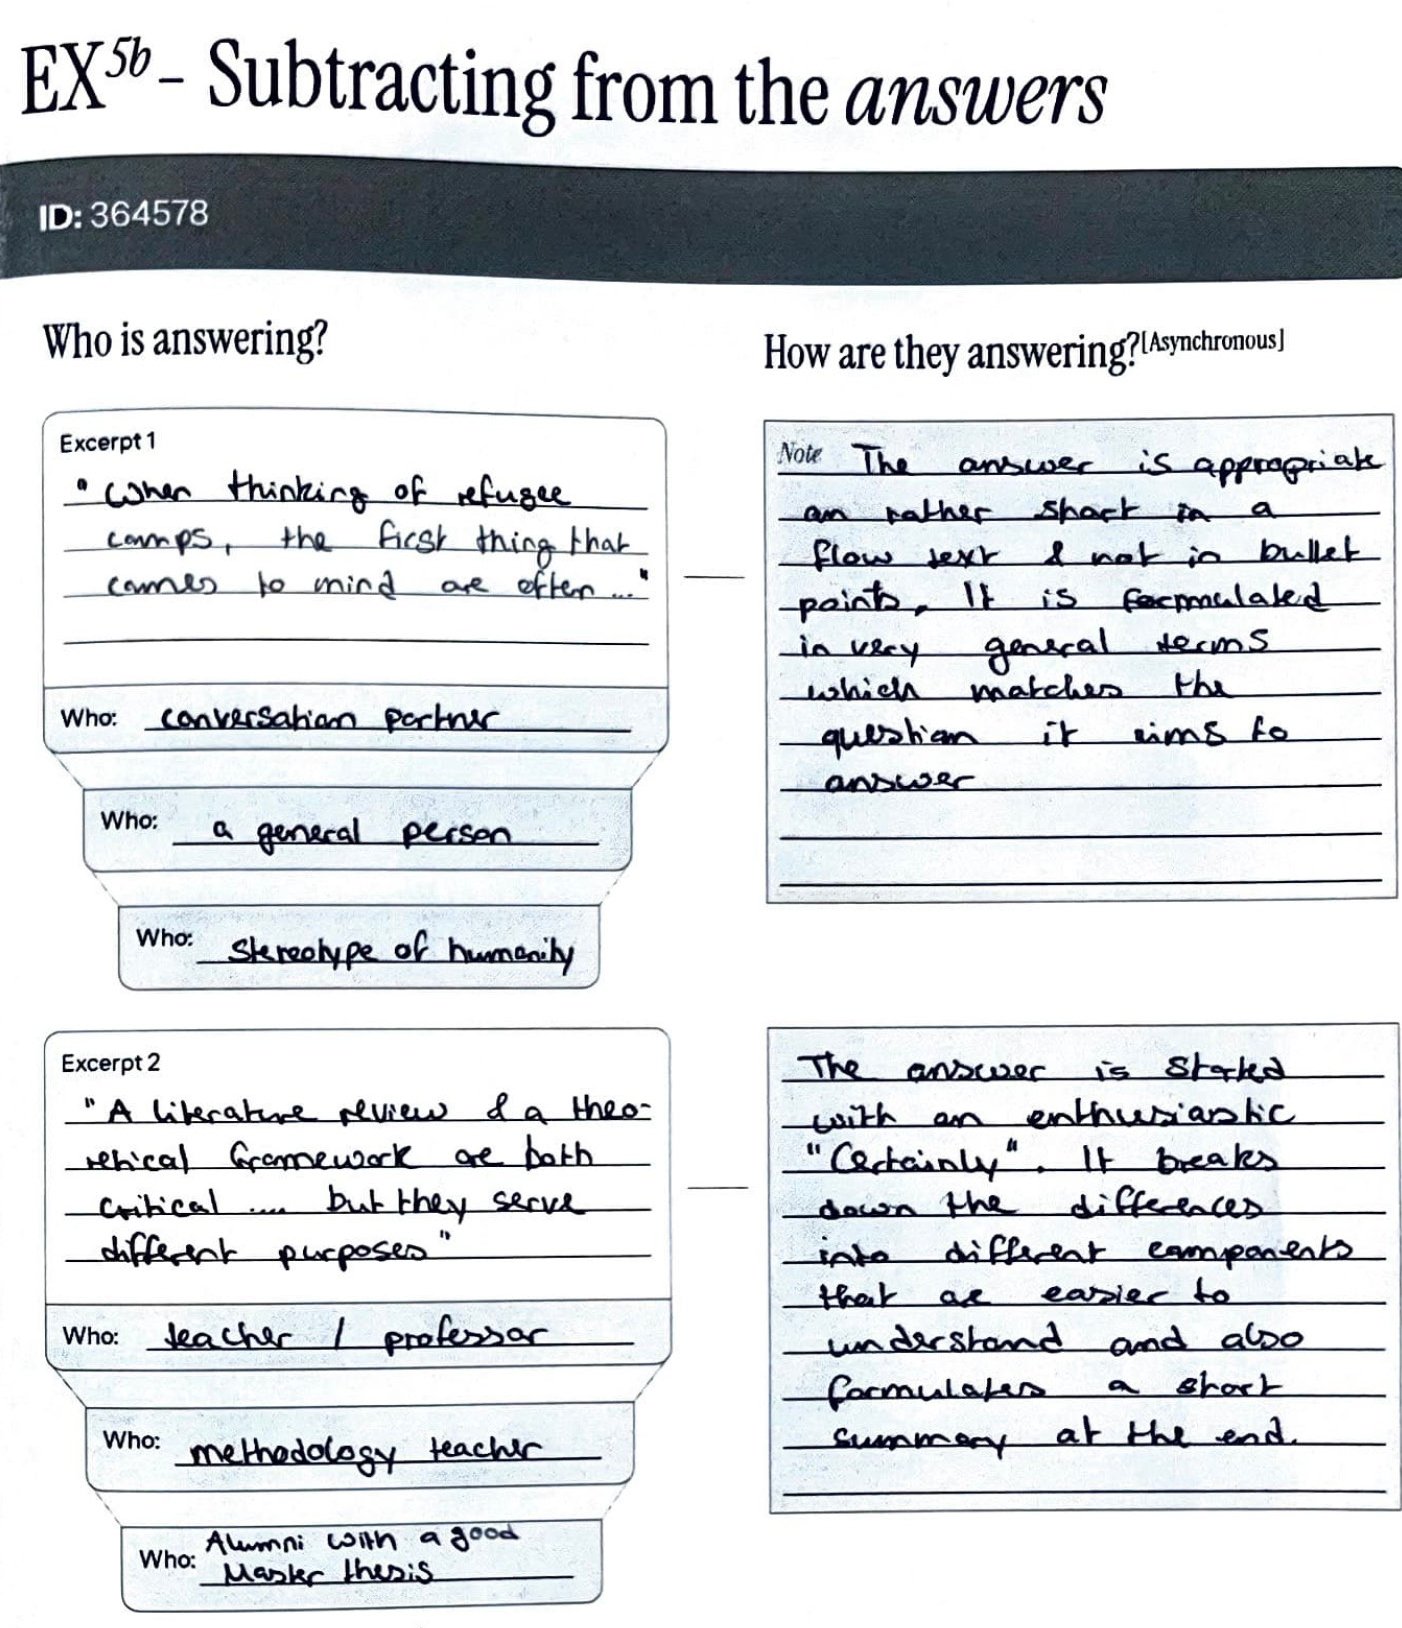 EX5b – Subtracting from the answers
ID: 364578
Who is answering?
How are they answering?[Asynchronous]
Excerpt 1
"When thinking of refugee
camps, the first thing that
comes to mind are often ..."
Who: conversation partner
Who: a general person
Who: Stereotype of humanity
Note The answer is appropriate
an rather short in a
flow text & not in bullet
points. It is formulated
in very general terms
which matches the
question it aims to
answer
Excerpt 2
"A literature review & a theo-
retical framework are both
critical .... but they serve
different purposes"
Who: teacher / professor
Who: methodology teacher
Who: Alumni with a good
Master thesis
The answer is started
with an enthusiastic
"Certainly". It breaks
down the differences
into different components
that are easier to
understand and also
formulates a short
summary at the end.